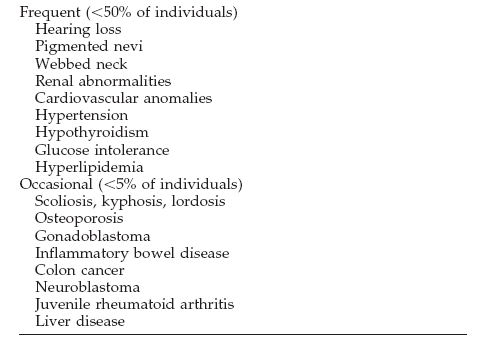 Frequent (<50% of individuals)
Hearing loss
Pigmented nevi
Webbed neck
Renal abnormalities
Cardiovascular anomalies
Hypertension
Hypothyroidism
Glucose intolerance
Hyperlipidemia
Occasional (<5% of individuals)
Scoliosis, kyphosis, lordosis
Osteoporosis
Gonadoblastoma
Inflammatory bowel disease
Colon cancer
Neuroblastoma
Juvenile rheumatoid arthritis
Liver disease